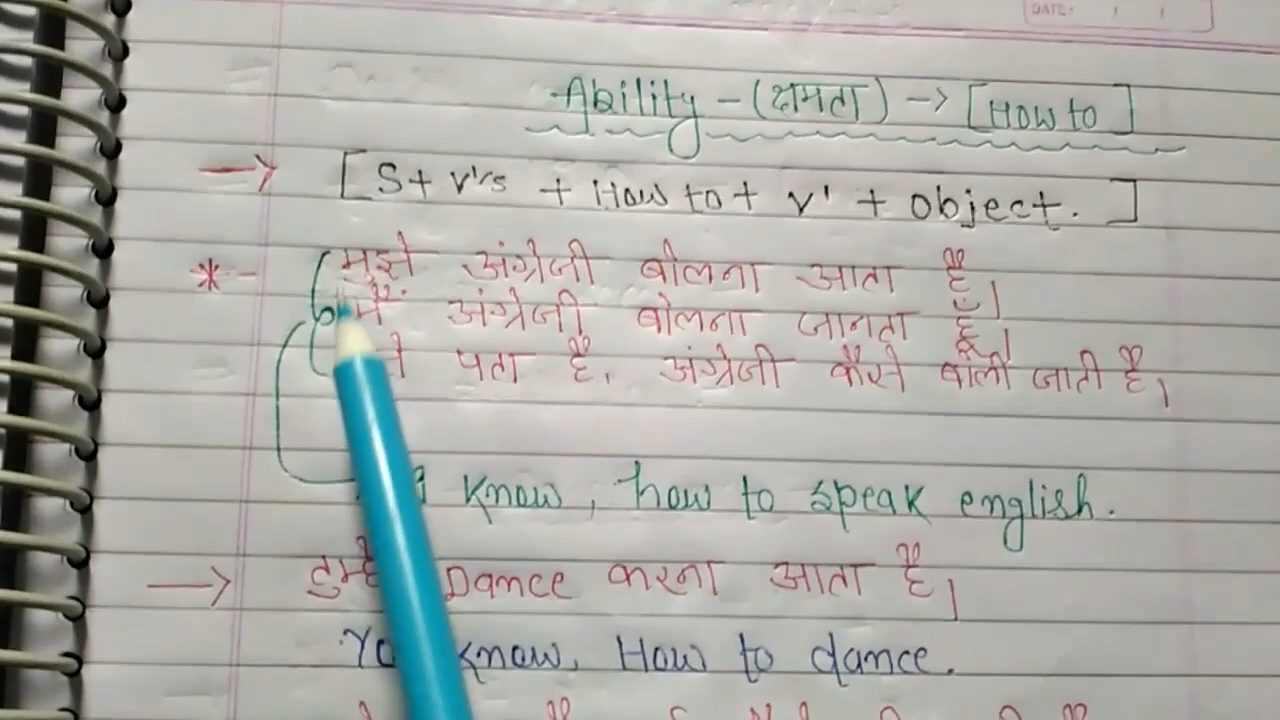 DATE: / /
Ability - (क्षमता) → [How to]
→ [S + v's + How to + v' + object.]
*- मुझे अंग्रेजी बोलना आता है।
मैं अंग्रेजी बोलना जानता हूँ।
पता है, अंग्रेजी कैसे बोली जाती है।
know, how to speak english.
→ तुम्हे Dance करना आता है।
You know, How to dance.